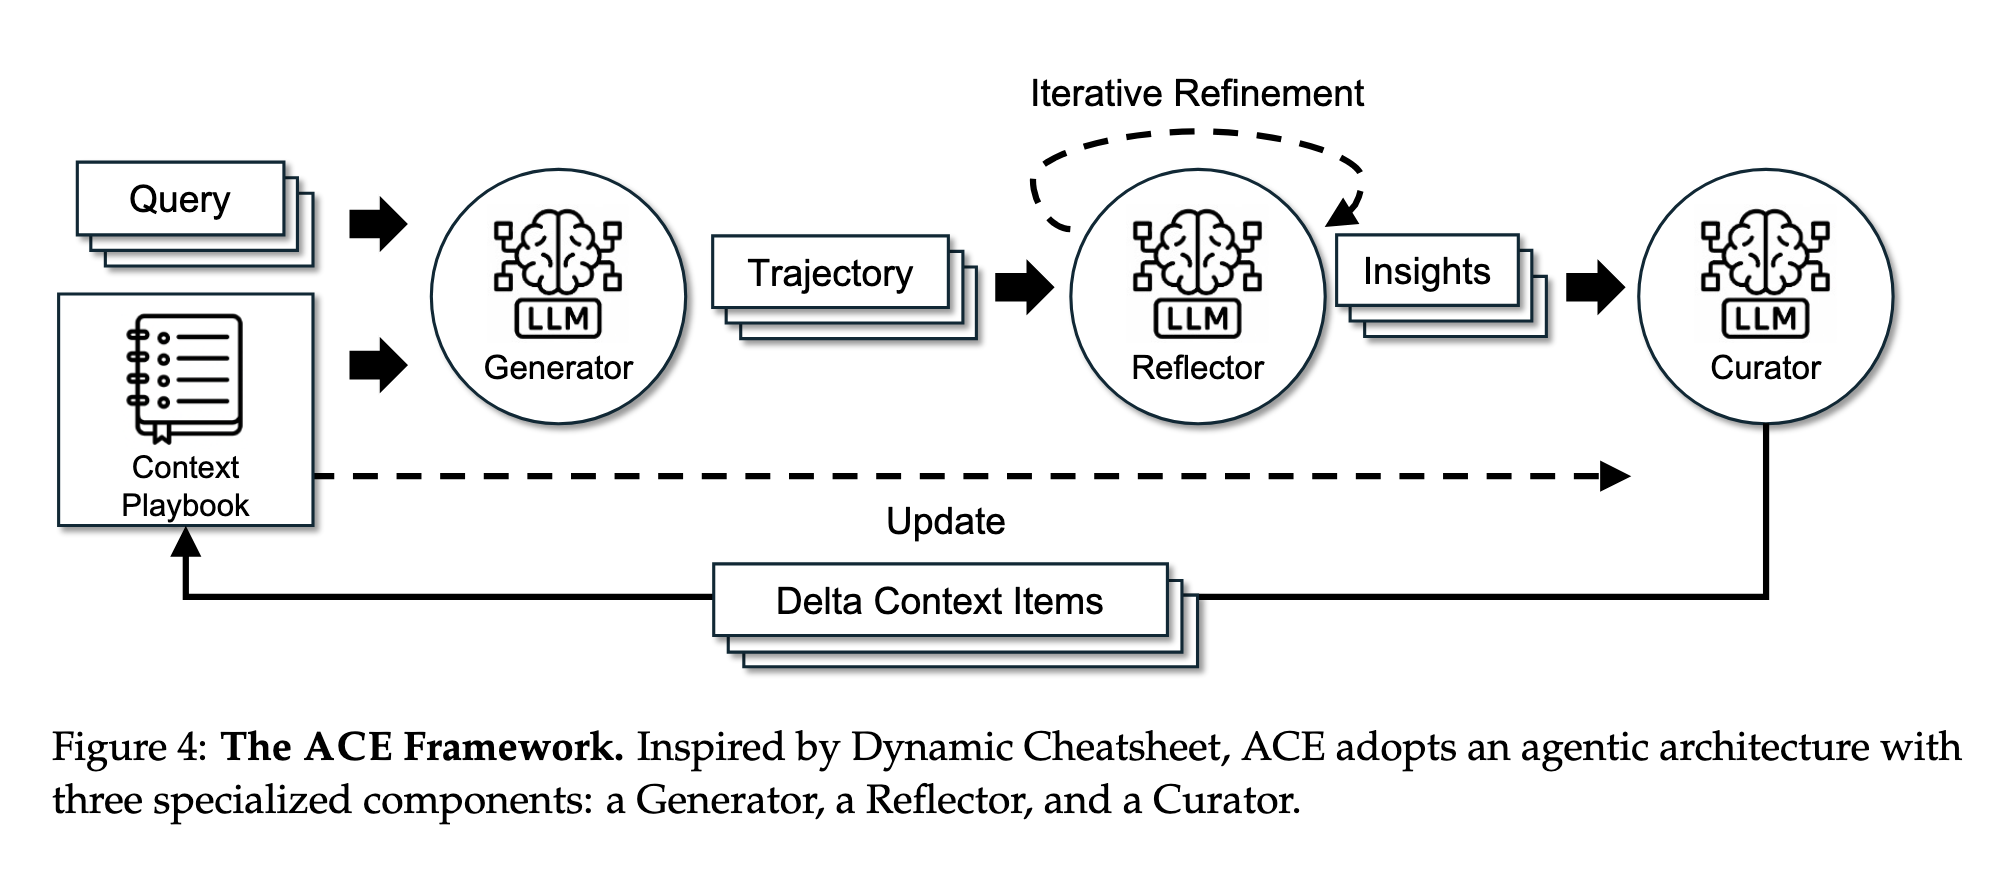 Iterative Refinement
Query
LLM
Generator
Trajectory
LLM
Reflector
Insights
LLM
Curator
Context
Playbook
Update
Delta Context Items
Figure 4: The ACE Framework. Inspired by Dynamic Cheatsheet, ACE adopts an agentic architecture with
three specialized components: a Generator, a Reflector, and a Curator.